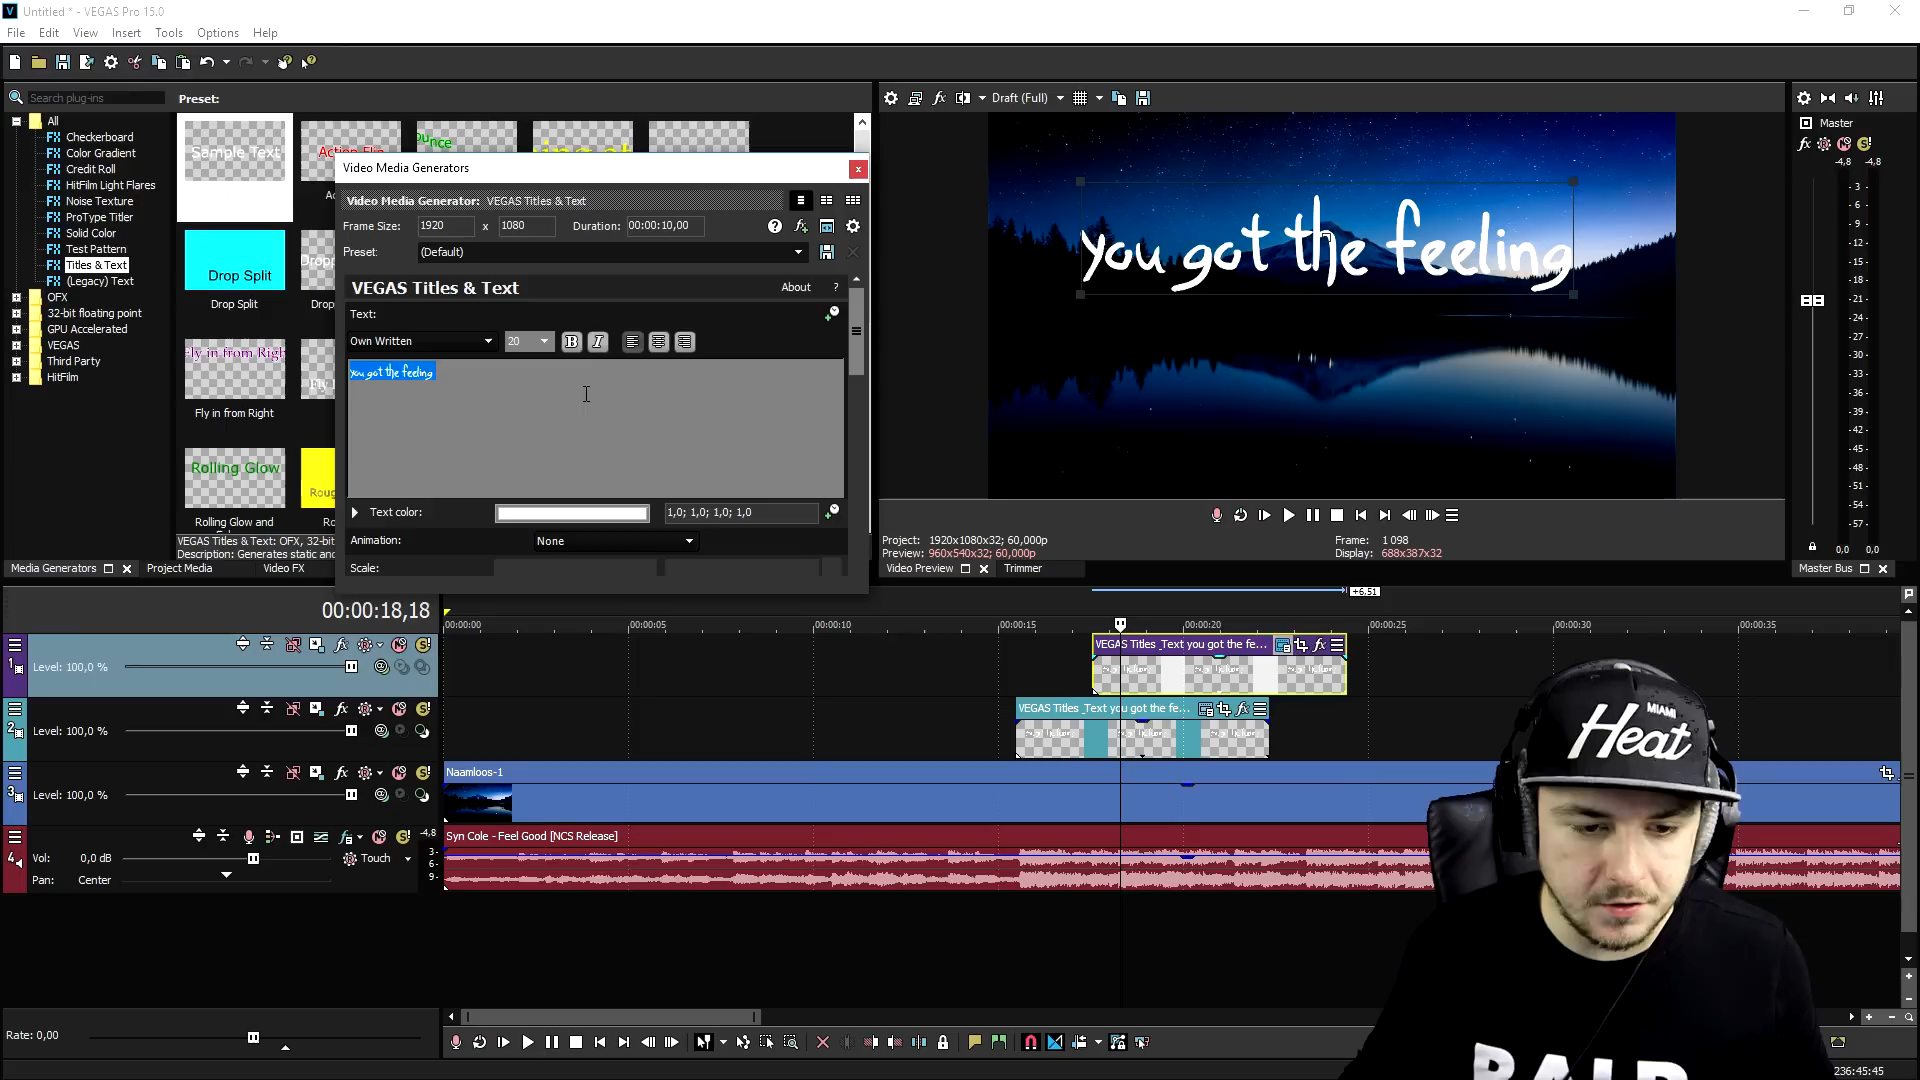 Untitled * - VEGAS Pro 15.0
File Edit View Insert Tools Options Help
Search plug-ins
Preset:
All
Checkerboard
Color Gradient
Credit Roll
HitFilm Light Flares
Noise Texture
ProType Titler
Solid Color
Test Pattern
Titles & Text
(Legacy) Text
OFX
32-bit floating point
GPU Accelerated
VEGAS
Third Party
HitFilm
Sample Text
Drop Split
Drop Split
Fly in from Right
Fly in from Right
Rolling Glow
Rolling Glow and
VEGAS Titles & Text: OFX, 32-bit
Description: Generates static and
Media Generators Project Media Video FX
Video Media Generators
Video Media Generator: VEGAS Titles & Text
Frame Size: 1920 x 1080 Duration: 00:00:10,00
Preset: (Default)
VEGAS Titles & Text About ?
Text:
Own Written 20 B I
you got the feeling
Text color: 1,0; 1,0; 1,0; 1,0
Animation: None
Scale:
Draft (Full)
you got the feeling
Project: 1920x1080x32; 60,000p
Preview: 960x540x32; 60,000p
Frame: 1 098
Display: 688x387x32
Video Preview Trimmer
Master
-4,8 -4,8
- 3 -
- 6 -
- 9 -
- 12 -
- 15 -
- 18 -
- 21 -
- 24 -
- 27 -
- 30 -
- 33 -
- 36 -
- 39 -
- 42 -
- 45 -
- 48 -
- 51 -
- 54 -
- 57 -
0,0 0,0
Master Bus
00:00:18,18
+6.51
00:00:00 00:00:05 00:00:10 00:00:15 00:00:20 00:00:25 00:00:30 00:00:35
1 Level: 100,0 %
VEGAS Titles _Text you got the fe...
2 Level: 100,0 %
VEGAS Titles _Text you got the fe...
3 Level: 100,0 %
Naamloos-1
4 Vol: 0,0 dB Touch
Pan: Center
-4,8
3-
6-
9-
Syn Cole - Feel Good [NCS Release]
Rate: 0,00
236:45:45
MIAMI
Heat